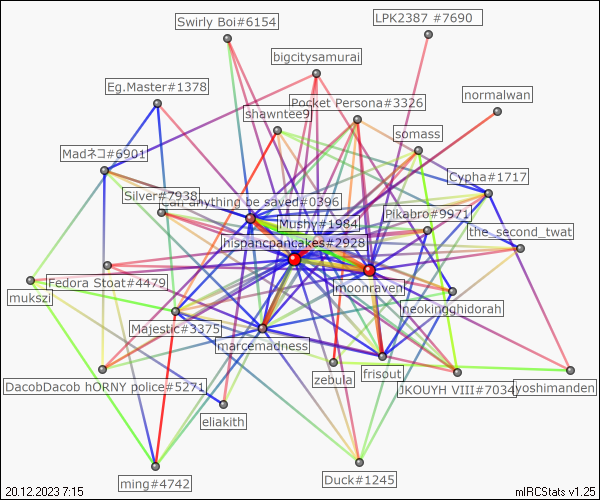 LPK2387 #7690
Swirly Boi#6154
bigcitysamurai
Eg.Master#1378
normalwan
Pocket Persona#3326
shawntee9
somass
Madネコ#6901
Cypha#1717
Silver#7938
can anything be saved#0396
Pikabro#9971
Mushy#1984
the_second_twat
hispancpancakes#2928
Fedora Stoat#4479
moonraven
mukszi
neokingghidorah
Majestic#3375
marcemadness
frisout
zebula
DacobDacob hORNY police#5271
JKOUYH VIII#7034
yoshimanden
eliakith
ming#4742
Duck#1245
20.12.2023 7:15
mIRCStats v1.25